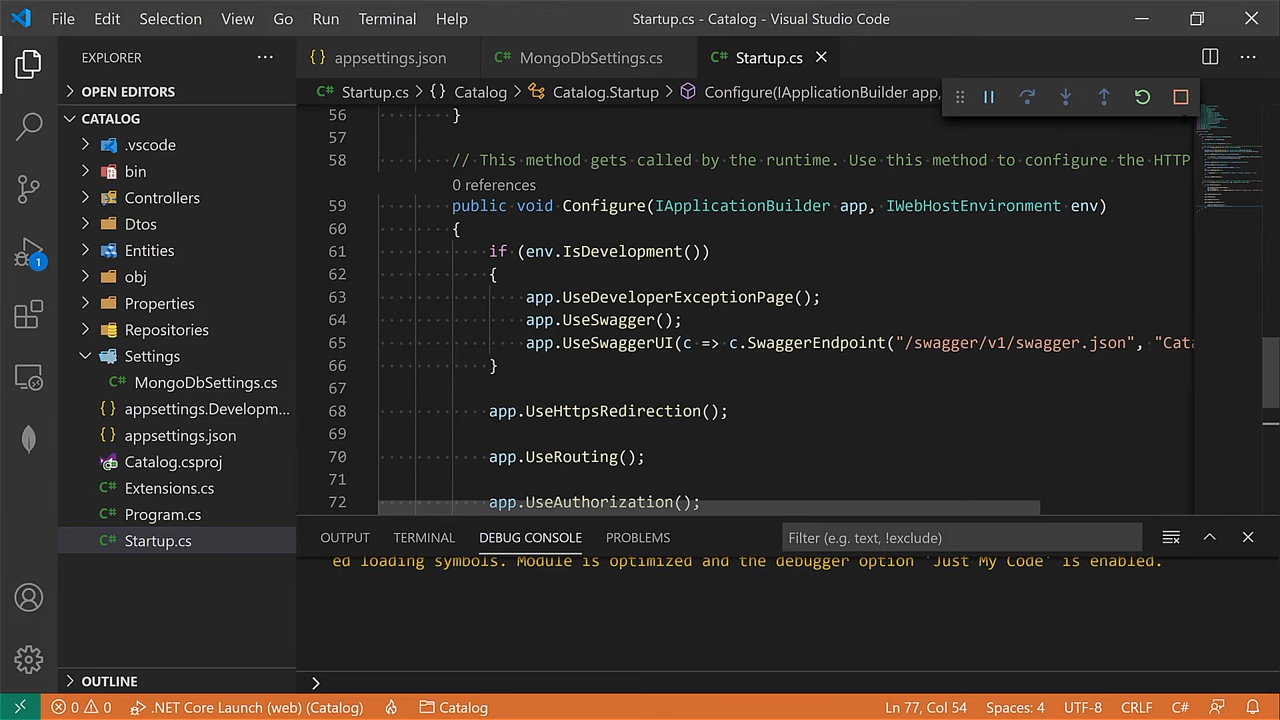 File Edit Selection View Go Run Terminal Help Startup.cs - Catalog - Visual Studio Code
EXPLORER
OPEN EDITORS
CATALOG
.vscode
bin
Controllers
Dtos
Entities
obj
Properties
Repositories
Settings
MongoDbSettings.cs
appsettings.Developm...
appsettings.json
Catalog.csproj
Extensions.cs
Program.cs
Startup.cs
OUTLINE
1
{} appsettings.json C# MongoDbSettings.cs C# Startup.cs
C# Startup.cs > {} Catalog > Catalog.Startup > Configure(IApplicationBuilder app,
56 }
57
58 // This method gets called by the runtime. Use this method to configure the HTTP
0 references
59 public void Configure(IApplicationBuilder app, IWebHostEnvironment env)
60 {
61 if (env.IsDevelopment())
62 {
63 app.UseDeveloperExceptionPage();
64 app.UseSwagger();
65 app.UseSwaggerUI(c => c.SwaggerEndpoint("/swagger/v1/swagger.json", "Cata
66 }
67
68 app.UseHttpsRedirection();
69
70 app.UseRouting();
71
72 app.UseAuthorization();
OUTPUT TERMINAL DEBUG CONSOLE PROBLEMS Filter (e.g. text, !exclude)
ed loading symbols. Module is optimized and the debugger option 'Just My Code' is enabled.
>
0 0 .NET Core Launch (web) (Catalog) Catalog Ln 77, Col 54 Spaces: 4 UTF-8 CRLF C#